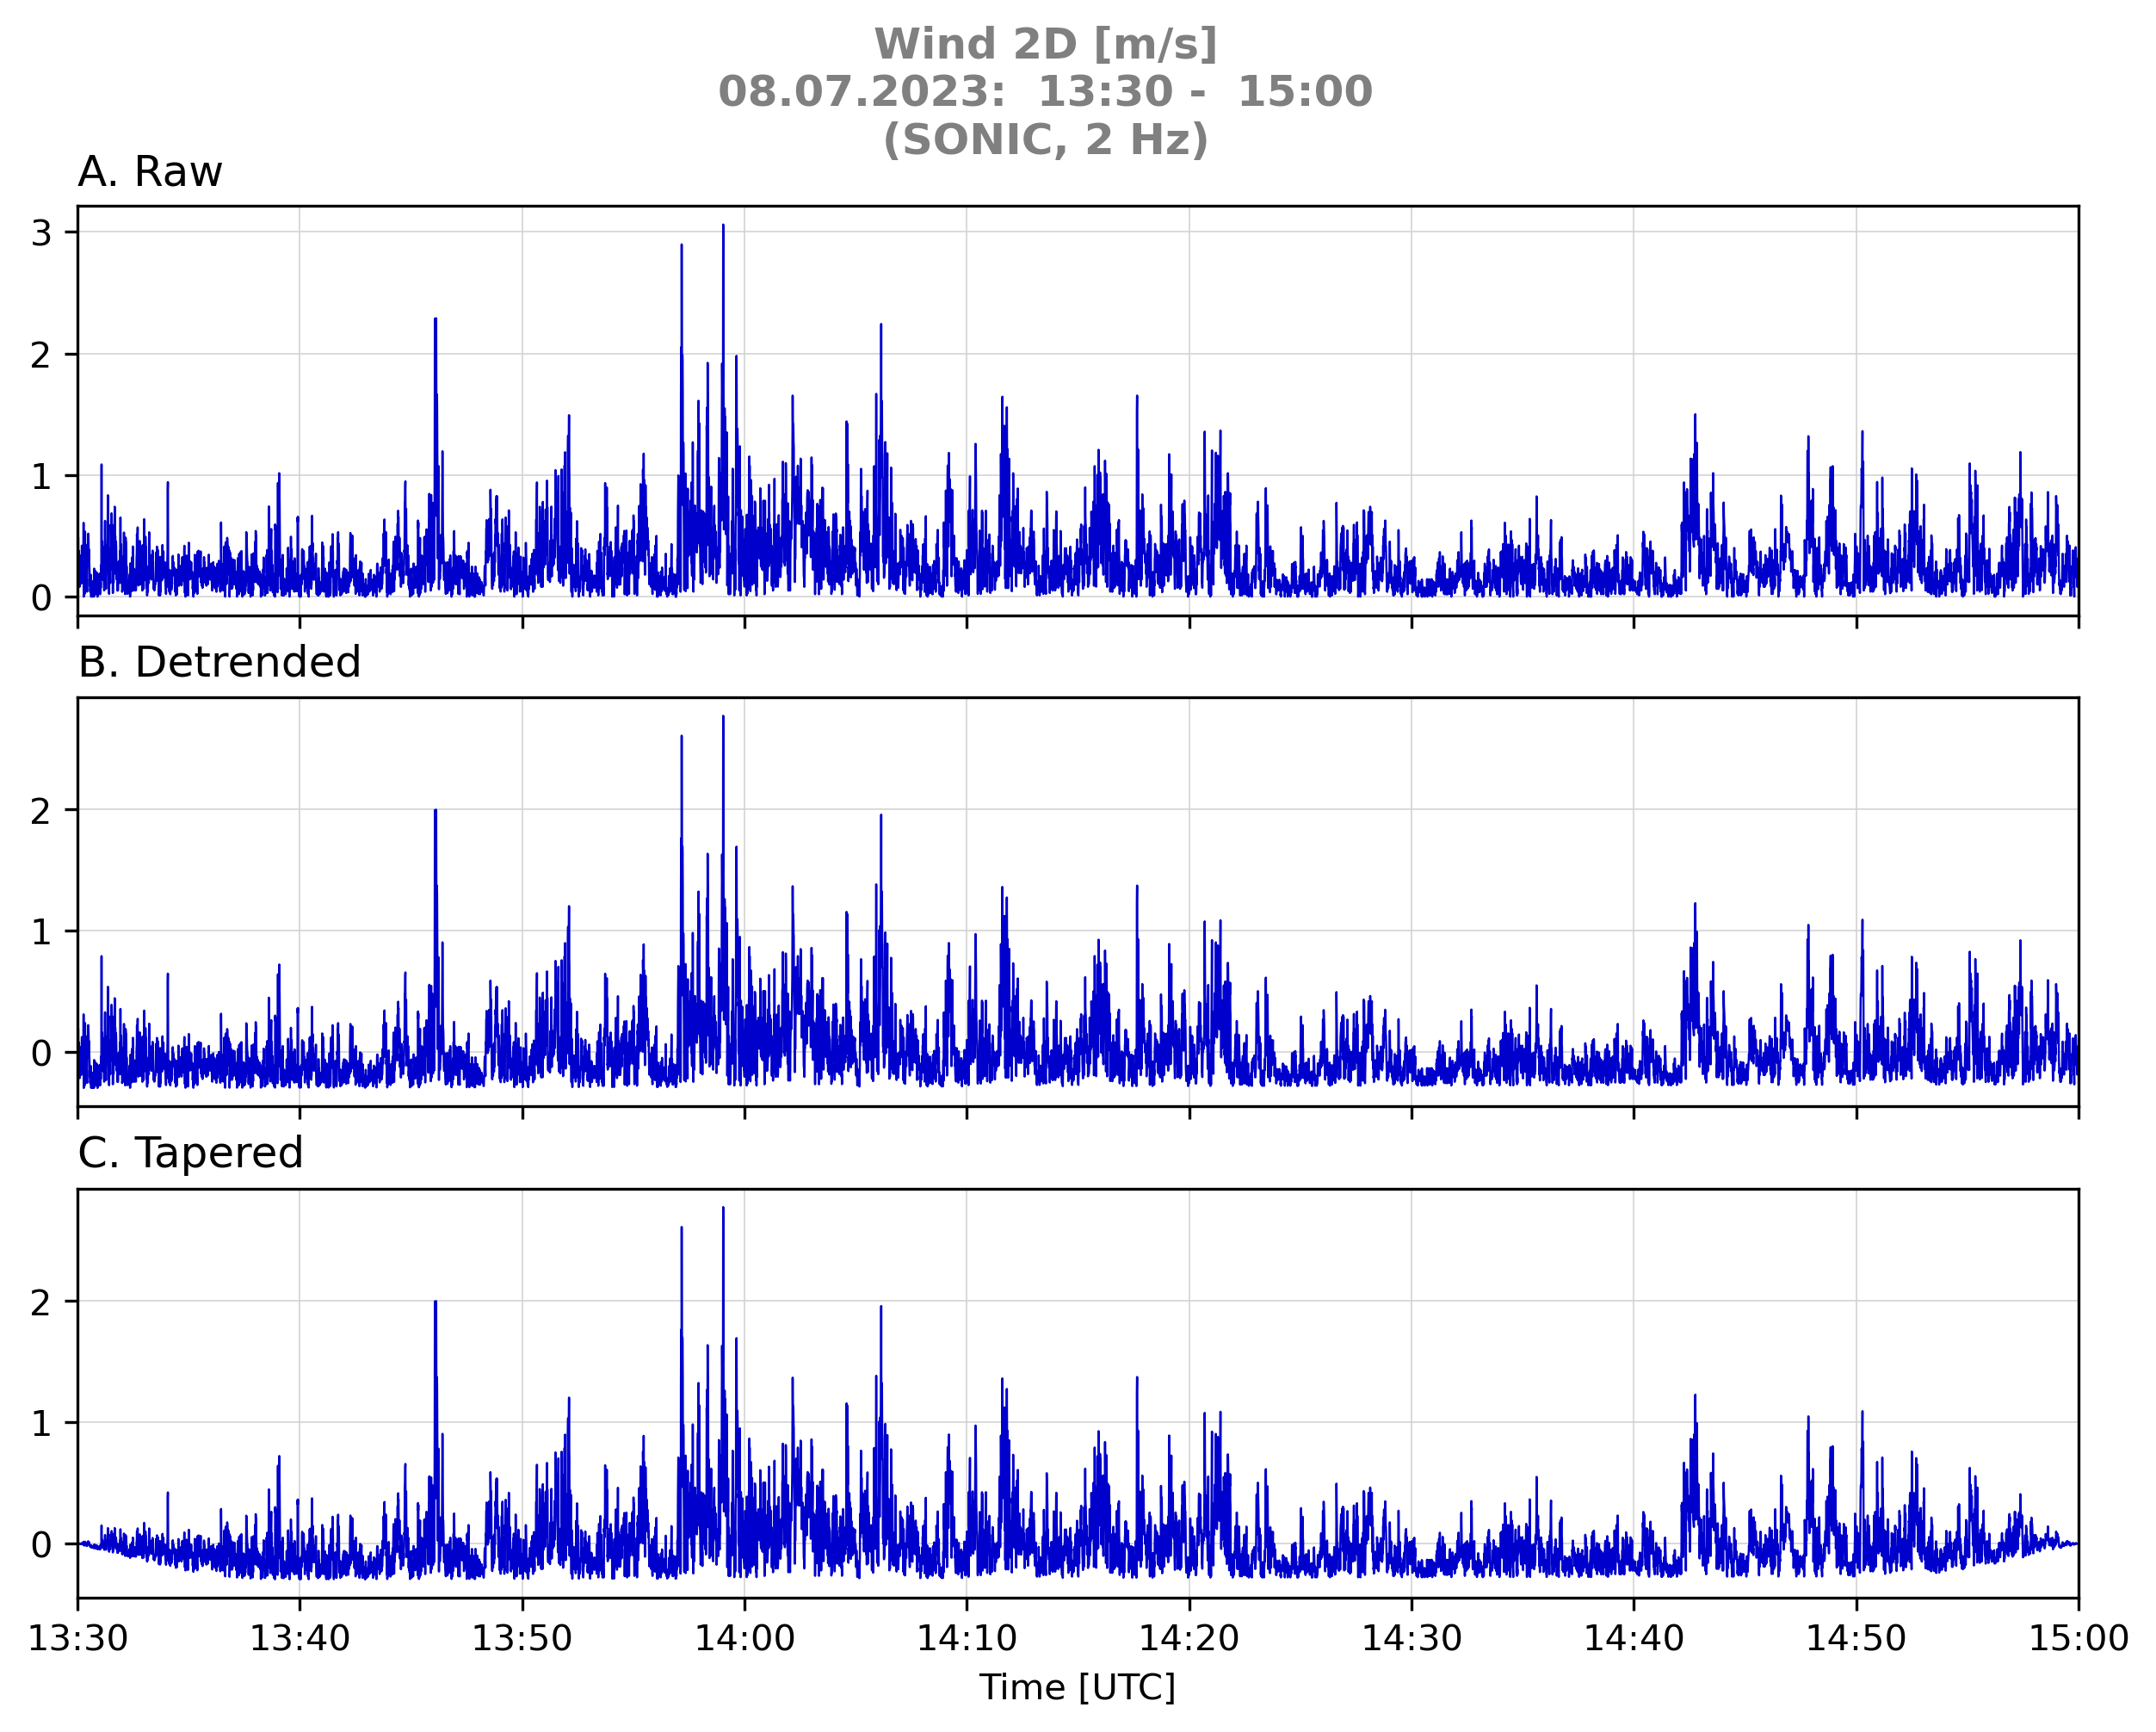 Wind 2D [m/s]
08.07.2023:  13:30 -  15:00
(SONIC, 2 Hz)
A. Raw
3
2
1
0
B. Detrended
2
1
0
C. Tapered
2
1
0
13:30 13:40 13:50 14:00 14:10 14:20 14:30 14:40 14:50 15:00
Time [UTC]